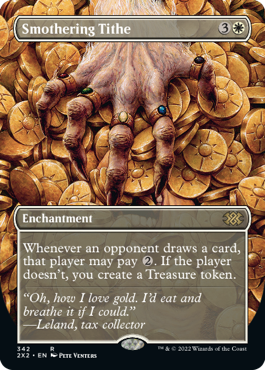 Smothering Tithe 3
Enchantment
Whenever an opponent draws a card,
that player may pay 2. If the player
doesn't, you create a Treasure token.
"Oh, how I love gold. I'd eat and
breathe it if I could."
—Leland, tax collector
342 R
2X2 • EN Pete Venters
™ & © 2022 Wizards of the Coast